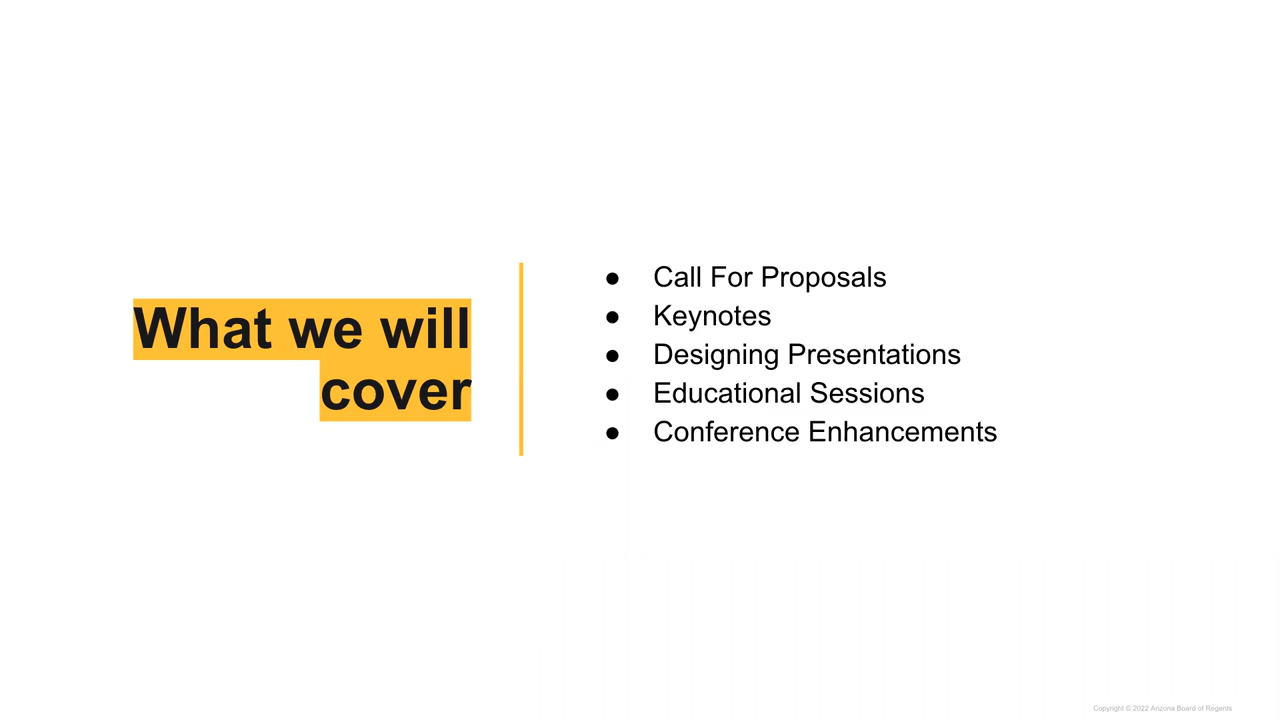 What we will
cover
● Call For Proposals
● Keynotes
● Designing Presentations
● Educational Sessions
● Conference Enhancements
Copyright © 2022 Arizona Board of Regents